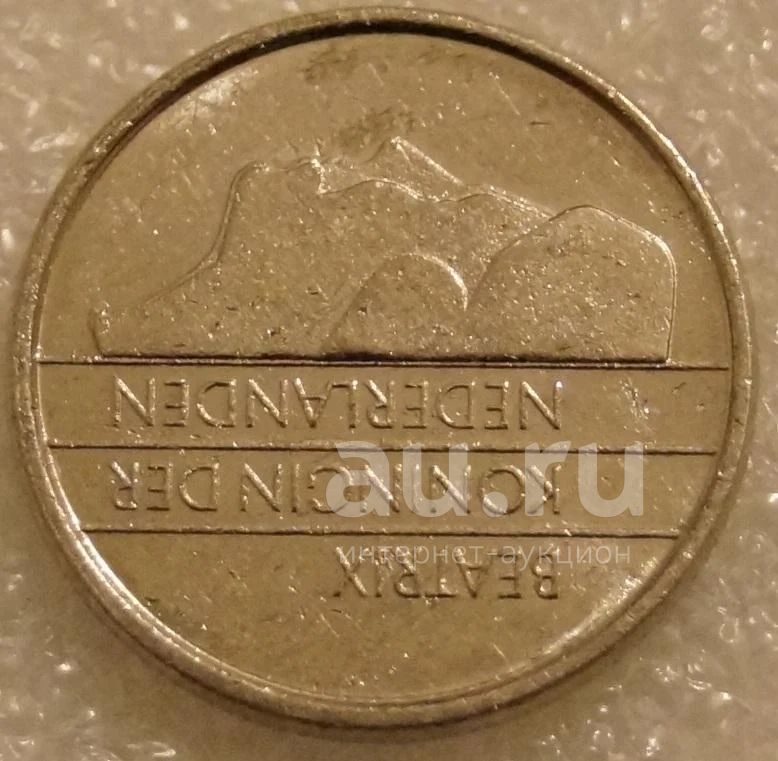 BEATRIX
KONINGIN DER
NEDERLANDEN
au.ru
интернет-аукцион